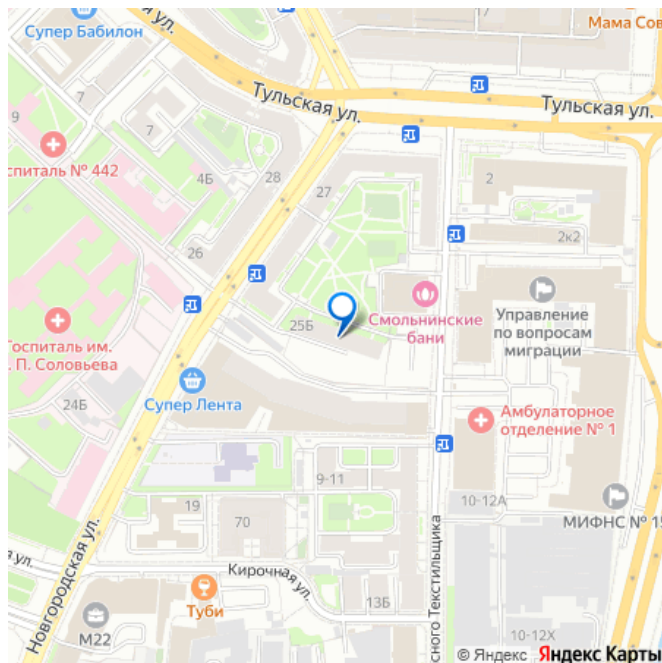 Супер Бабилон
Тульская ул.
Мама Сов
Тульская ул.
7
9
7
спиталь № 442
4Б
28
27
2
26
2к2
Смольнинские
бани
Управление
по вопросам
миграции
25Б
Госпиталь им.
. П. Соловьева
24Б
Супер Лента
Амбулаторное
отделение № 1
9-11
10-12А
19
70
МИФНС № 15
Новгородская ул.
я ул.
Кирочная ул.
сного Текстильщика
Туби
13Б
М22
10-12Х
© Яндекс Яндекс Карты